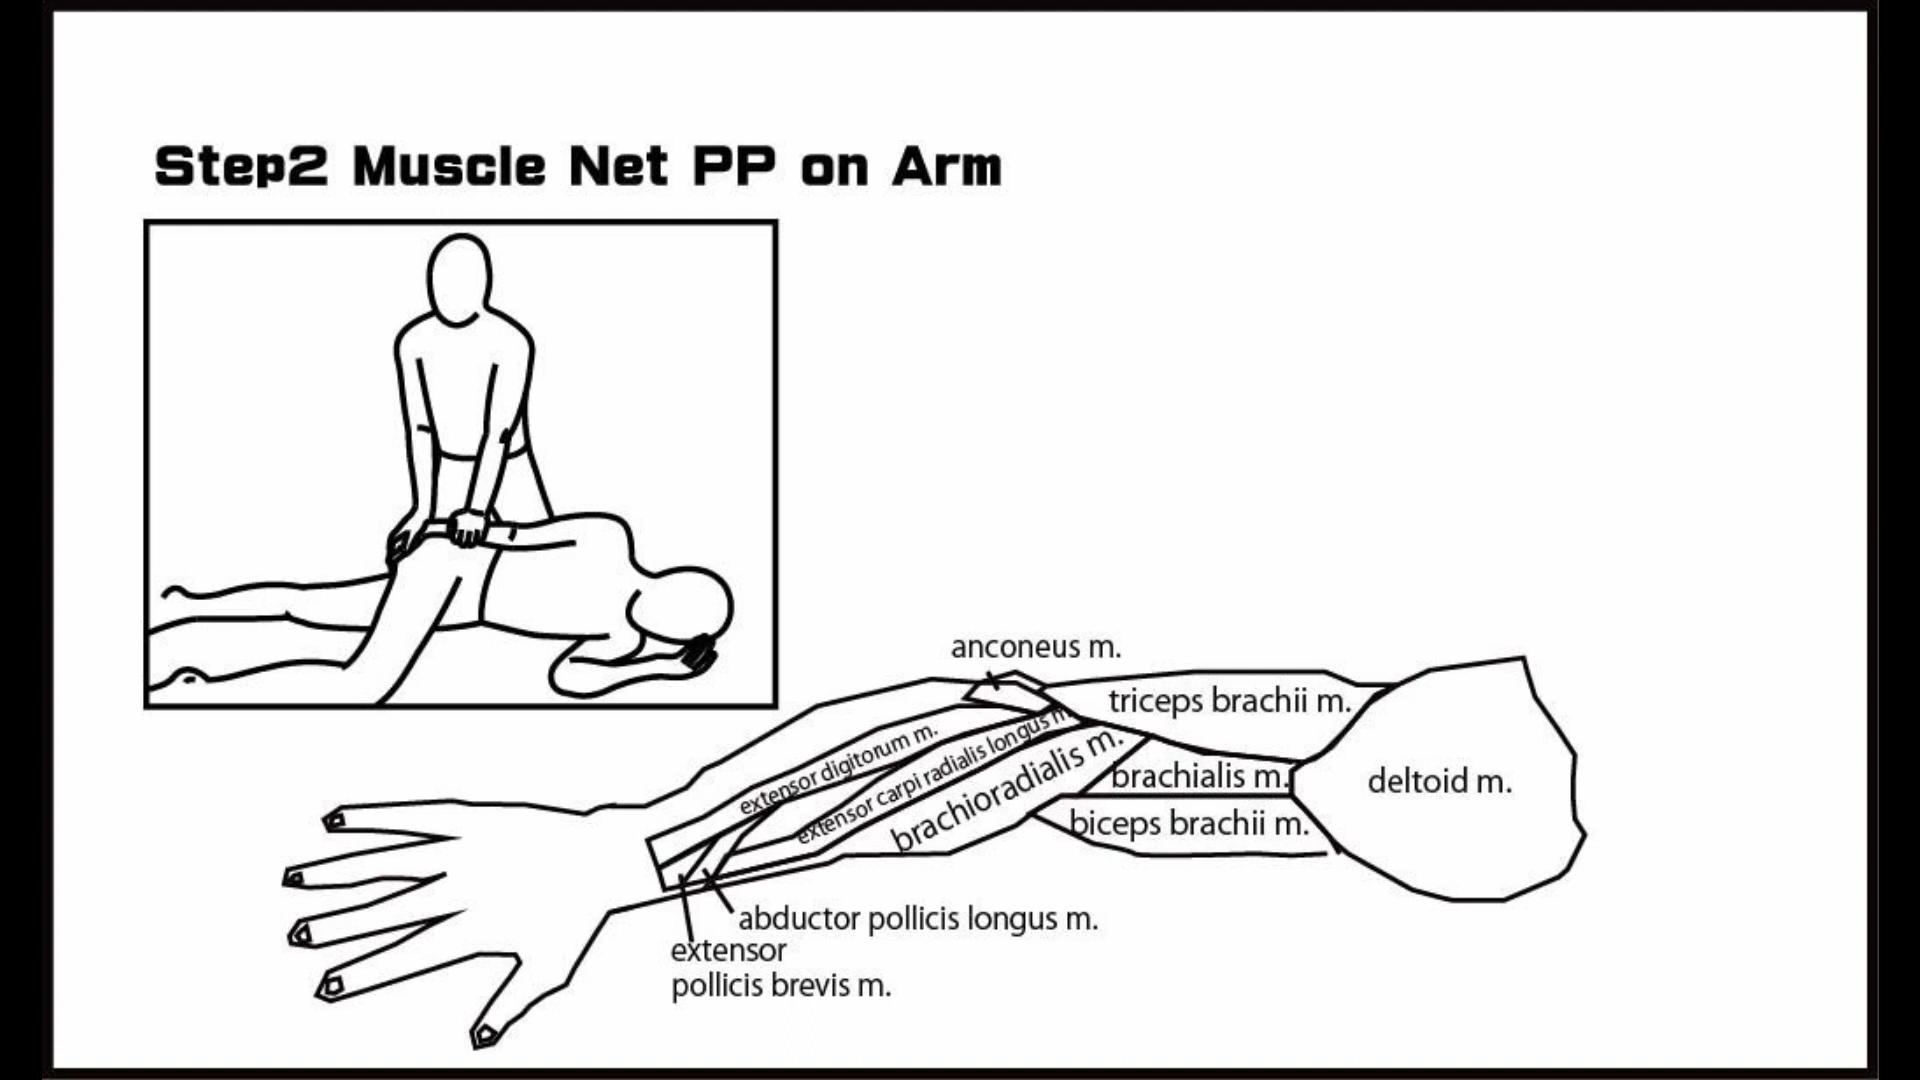 Step2 Muscle Net PP on Arm
anconeus m.
triceps brachii m.
extensor digitorum m.
extensor carpi radialis longus m.
brachioradialis m.
brachialis m.
deltoid m.
biceps brachii m.
abductor pollicis longus m.
extensor
pollicis brevis m.